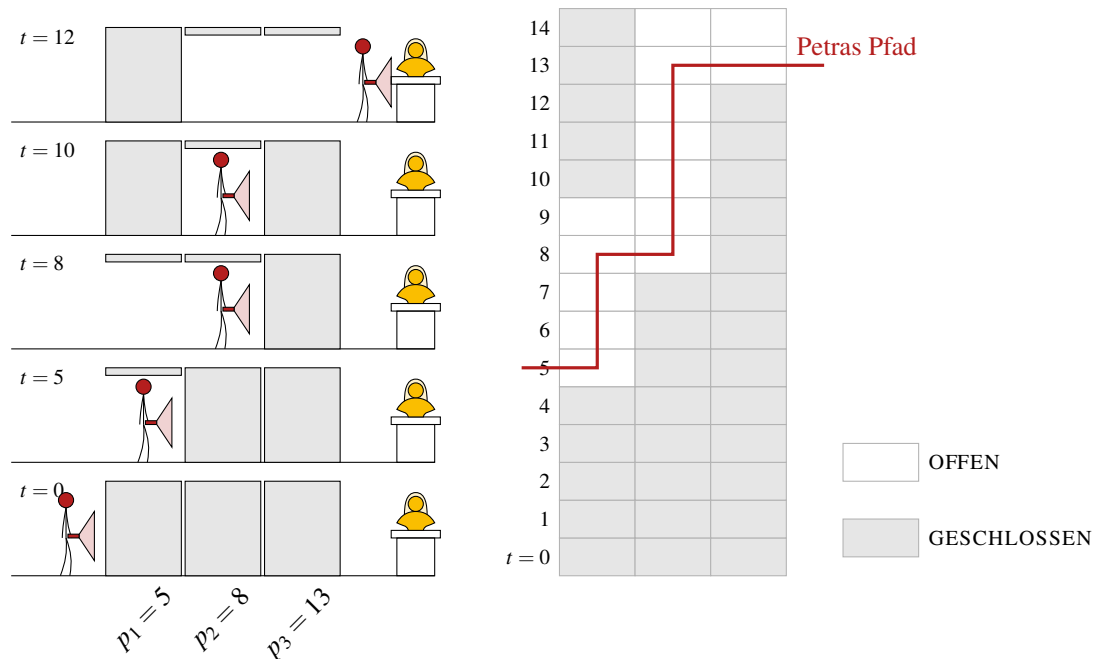 t = 12
t = 10
t = 8
t = 5
t = 0
p₁ = 5
p₂ = 8
p₃ = 13
14
13
12
11
10
9
8
7
6
5
4
3
2
1
t = 0
Petras Pfad
OFFEN
GESCHLOSSEN